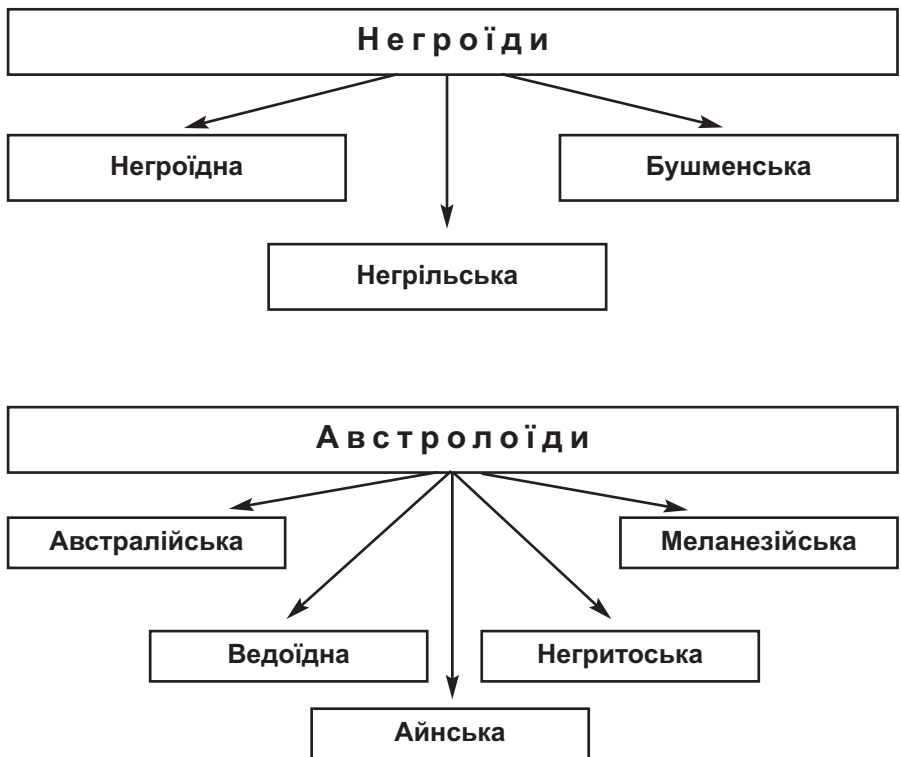 Негроїди
Негроїдна
Бушменська
Негрільська
Австролоїди
Австралійська
Меланезійська
Ведоїдна
Негритоська
Айнська